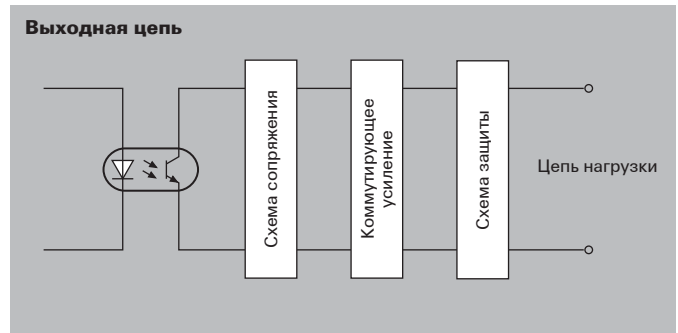 Выходная цепь
Схема сопряжения
Коммутирующее
усиление
Схема защиты
Цепь нагрузки